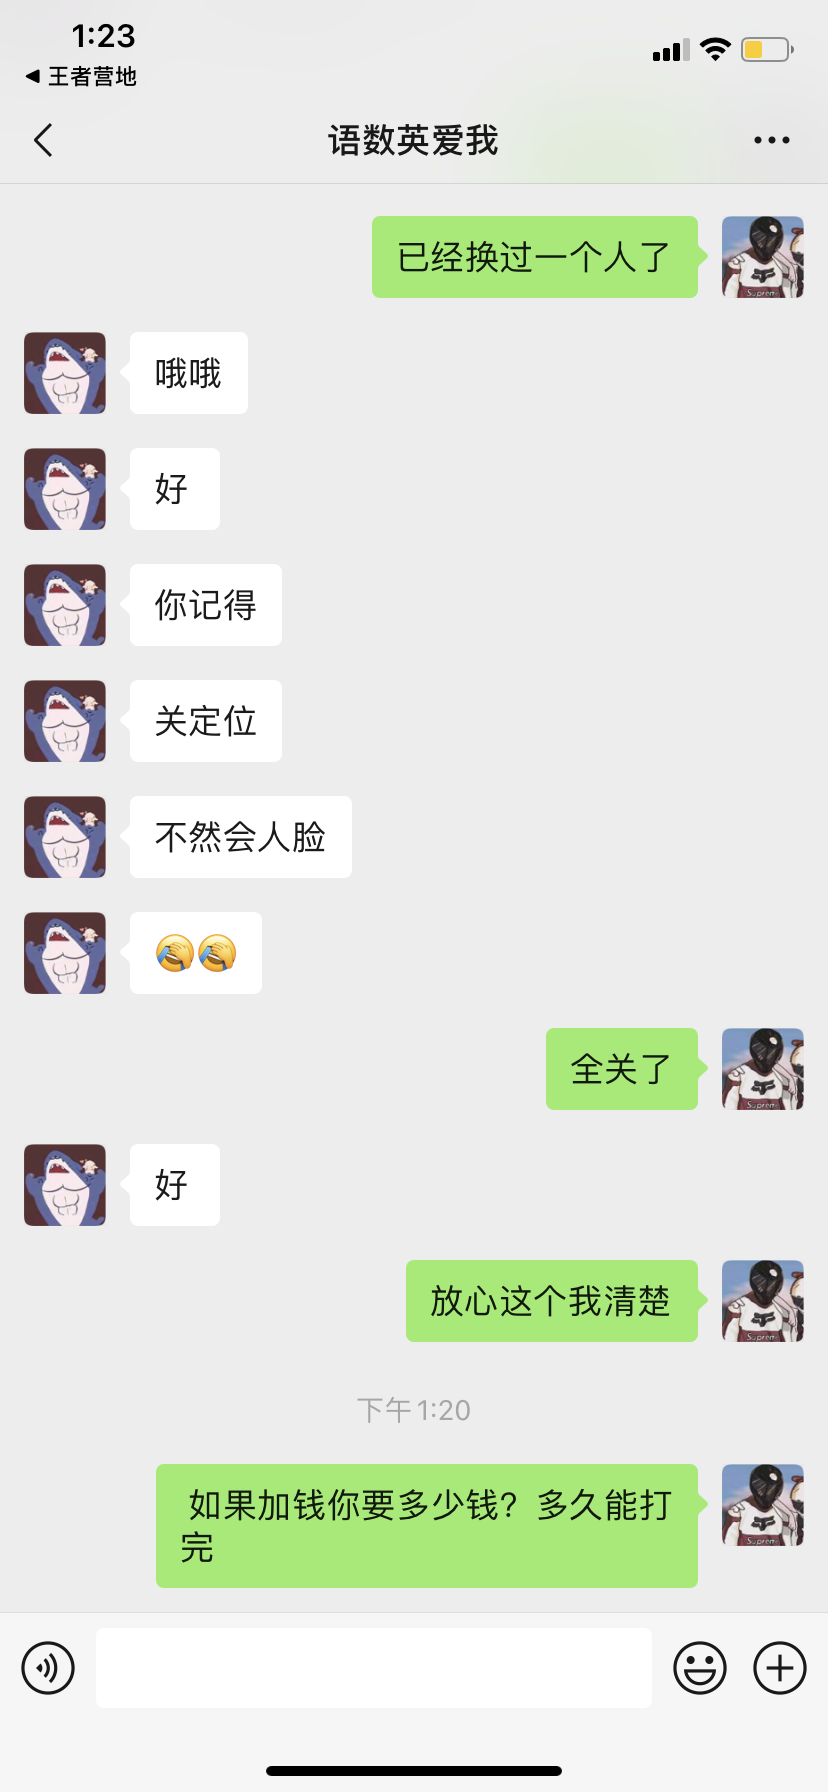 1:23
王者营地
语数英爱我
已经换过一个人了
哦哦
好
你记得
关定位
不然会人脸
🤣🤣
全关了
好
放心这个我清楚
下午 1:20
如果加钱你要多少钱？多久能打
完